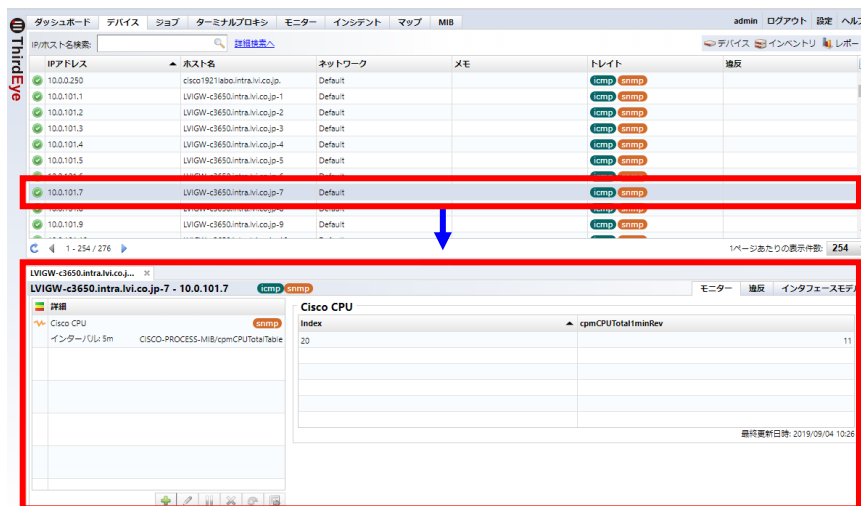 ThirdEye
ダッシュボード デバイス ジョブ ターミナルプロキシ モニター インシデント マップ MIB admin ログアウト 設定 ヘルプ
IP/ホスト名検索: 詳細検索へ デバイス インベントリ レポー
IPアドレス ホスト名 ネットワーク メモ トレイト 違反
10.0.0.250 cisco1921labo.intra.lvi.co.jp. Default icmp snmp
10.0.101.1 LVIGW-c3650.intra.lvi.co.jp-1 Default icmp snmp
10.0.101.2 LVIGW-c3650.intra.lvi.co.jp-2 Default icmp snmp
10.0.101.3 LVIGW-c3650.intra.lvi.co.jp-3 Default icmp snmp
10.0.101.4 LVIGW-c3650.intra.lvi.co.jp-4 Default icmp snmp
10.0.101.5 LVIGW-c3650.intra.lvi.co.jp-5 Default icmp snmp
10.0.101.7 LVIGW-c3650.intra.lvi.co.jp-7 Default icmp snmp
10.0.101.9 LVIGW-c3650.intra.lvi.co.jp-9 Default icmp snmp
1 - 254 / 276 1ページあたりの表示件数: 254
LVIGW-c3650.intra.lvi.co.j...
LVIGW-c3650.intra.lvi.co.jp-7 - 10.0.101.7 icmp snmp モニター 違反 インタフェースモデ
詳細
Cisco CPU snmp
インターバル: 5m CISCO-PROCESS-MIB/cpmCPUTotalTable
Cisco CPU
Index cpmCPUTotal1minRev
20 11
最終更新日時: 2019/09/04 10:26